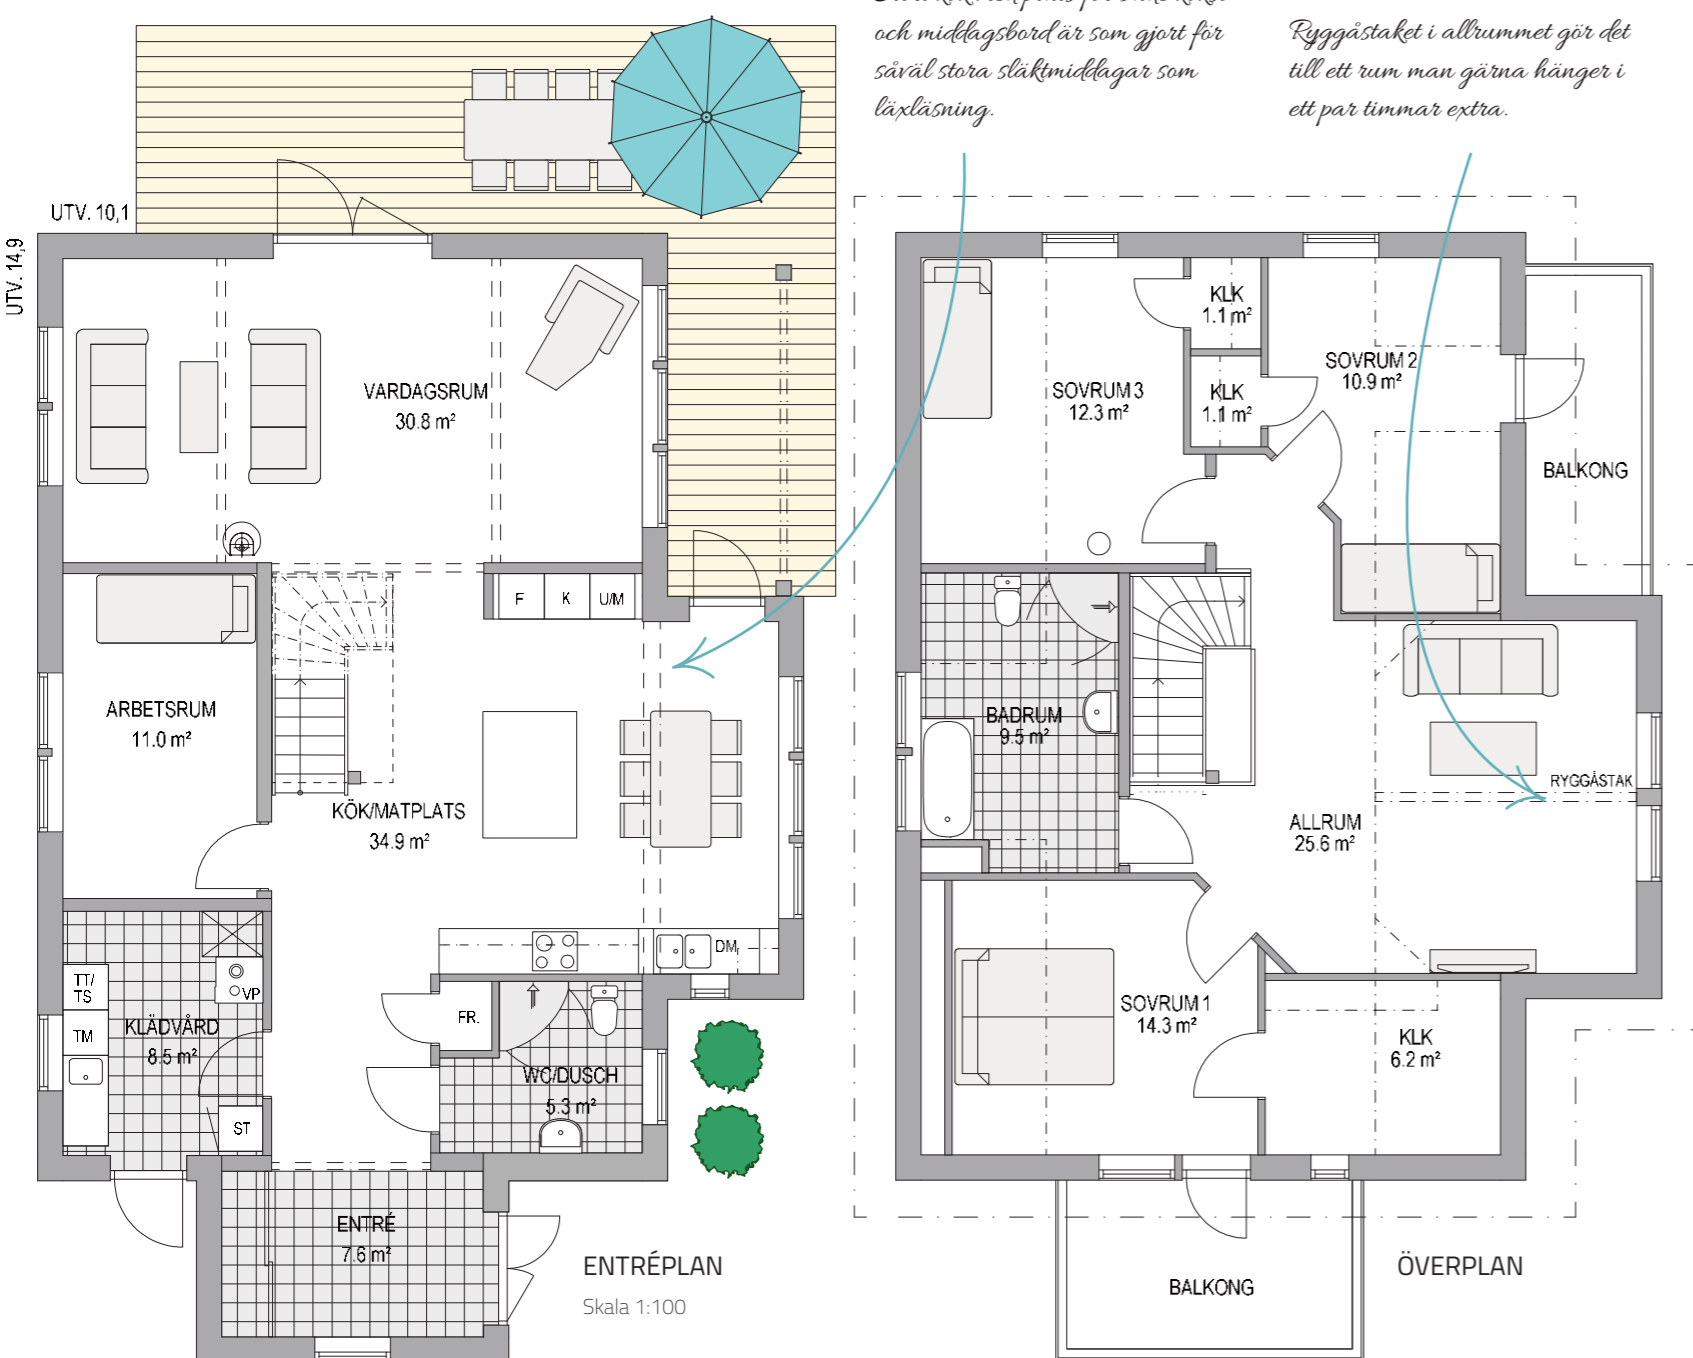 och middagsbord är som gjort för
såväl stora släktmiddagar som
läxläsning.
Ryggåstaket i allrummet gör det
till ett rum man gärna hänger i
ett par timmar extra.
UTV. 10,1
UTV. 14,9
VARDAGSRUM
30.8 m²
F
K
U/M
ARBETSRUM
11.0 m²
KÖK/MATPLATS
34.9 m²
DM
TT/
TS
VP
TM
KLÄDVÅRD
8.5 m²
ST
FR.
WC/DUSCH
5.3 m²
ENTRÉ
7.6 m²
ENTRÉPLAN
Skala 1:100
KLK
1.1 m²
KLK
1.1 m²
SOVRUM 3
12.3 m²
SOVRUM 2
10.9 m²
BALKONG
BADRUM
9.5 m²
RYGGÅSTAK
ALLRUM
25.6 m²
SOVRUM 1
14.3 m²
KLK
6.2 m²
BALKONG
ÖVERPLAN